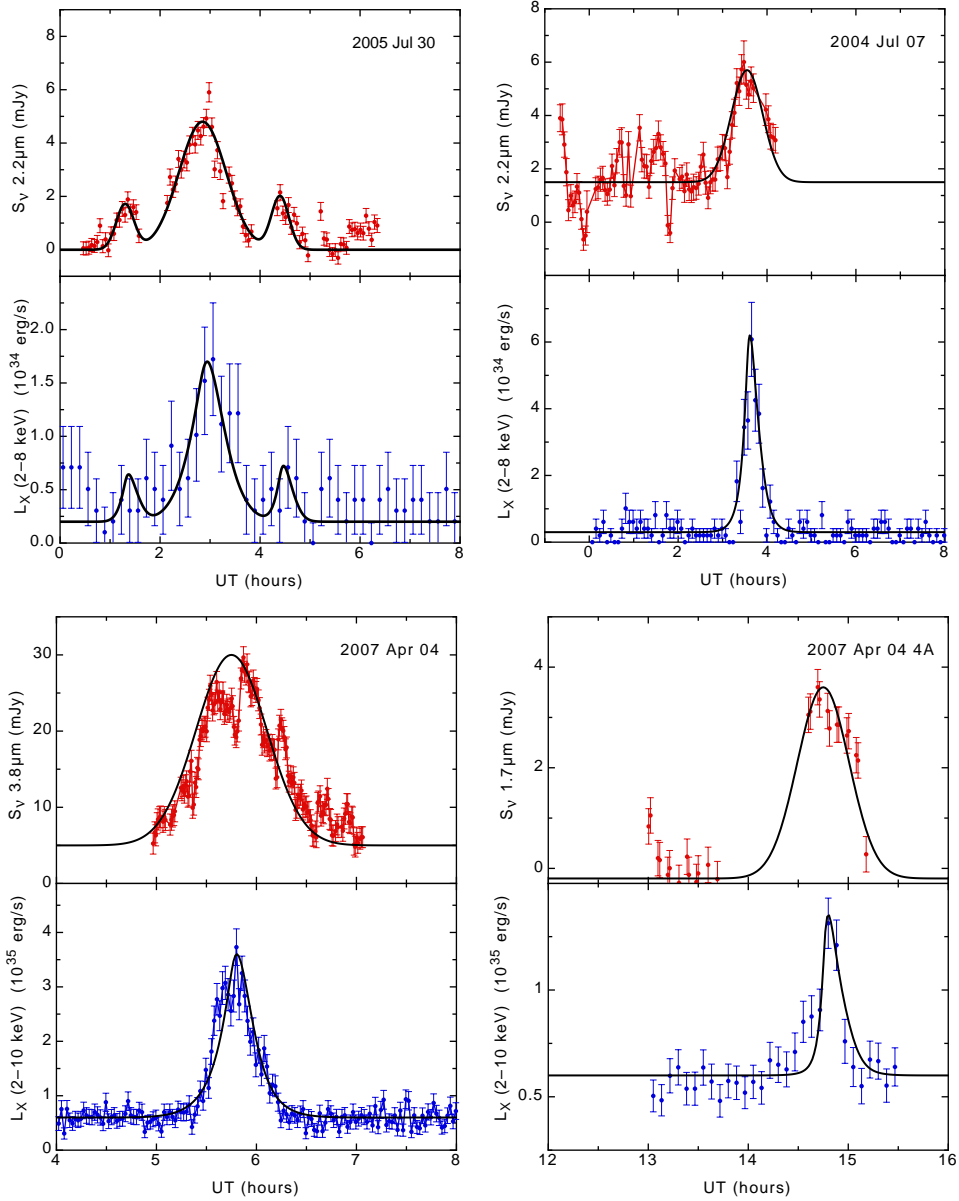 2005 Jul 30
S_ν 2.2μm (mJy)
6
4
2
0
L_X (2–8 keV) (10^34 erg/s)
2.0
1.5
1.0
0.5
0.0
0 2 4 6 8
UT (hours)
2004 Jul 07
S_ν 2.2μm (mJy)
8
6
4
2
0
L_X (2–8 keV) (10^34 erg/s)
6
4
2
0
0 2 4 6 8
UT (hours)
2007 Apr 04
S_ν 3.8μm (mJy)
30
20
10
0
L_X (2–10 keV) (10^35 erg/s)
4
3
2
1
0
4 5 6 7 8
UT (hours)
2007 Apr 04 4A
S_ν 1.7μm (mJy)
4
2
0
L_X (2–10 keV) (10^35 erg/s)
1
0.5
12 13 14 15 16
UT (hours)